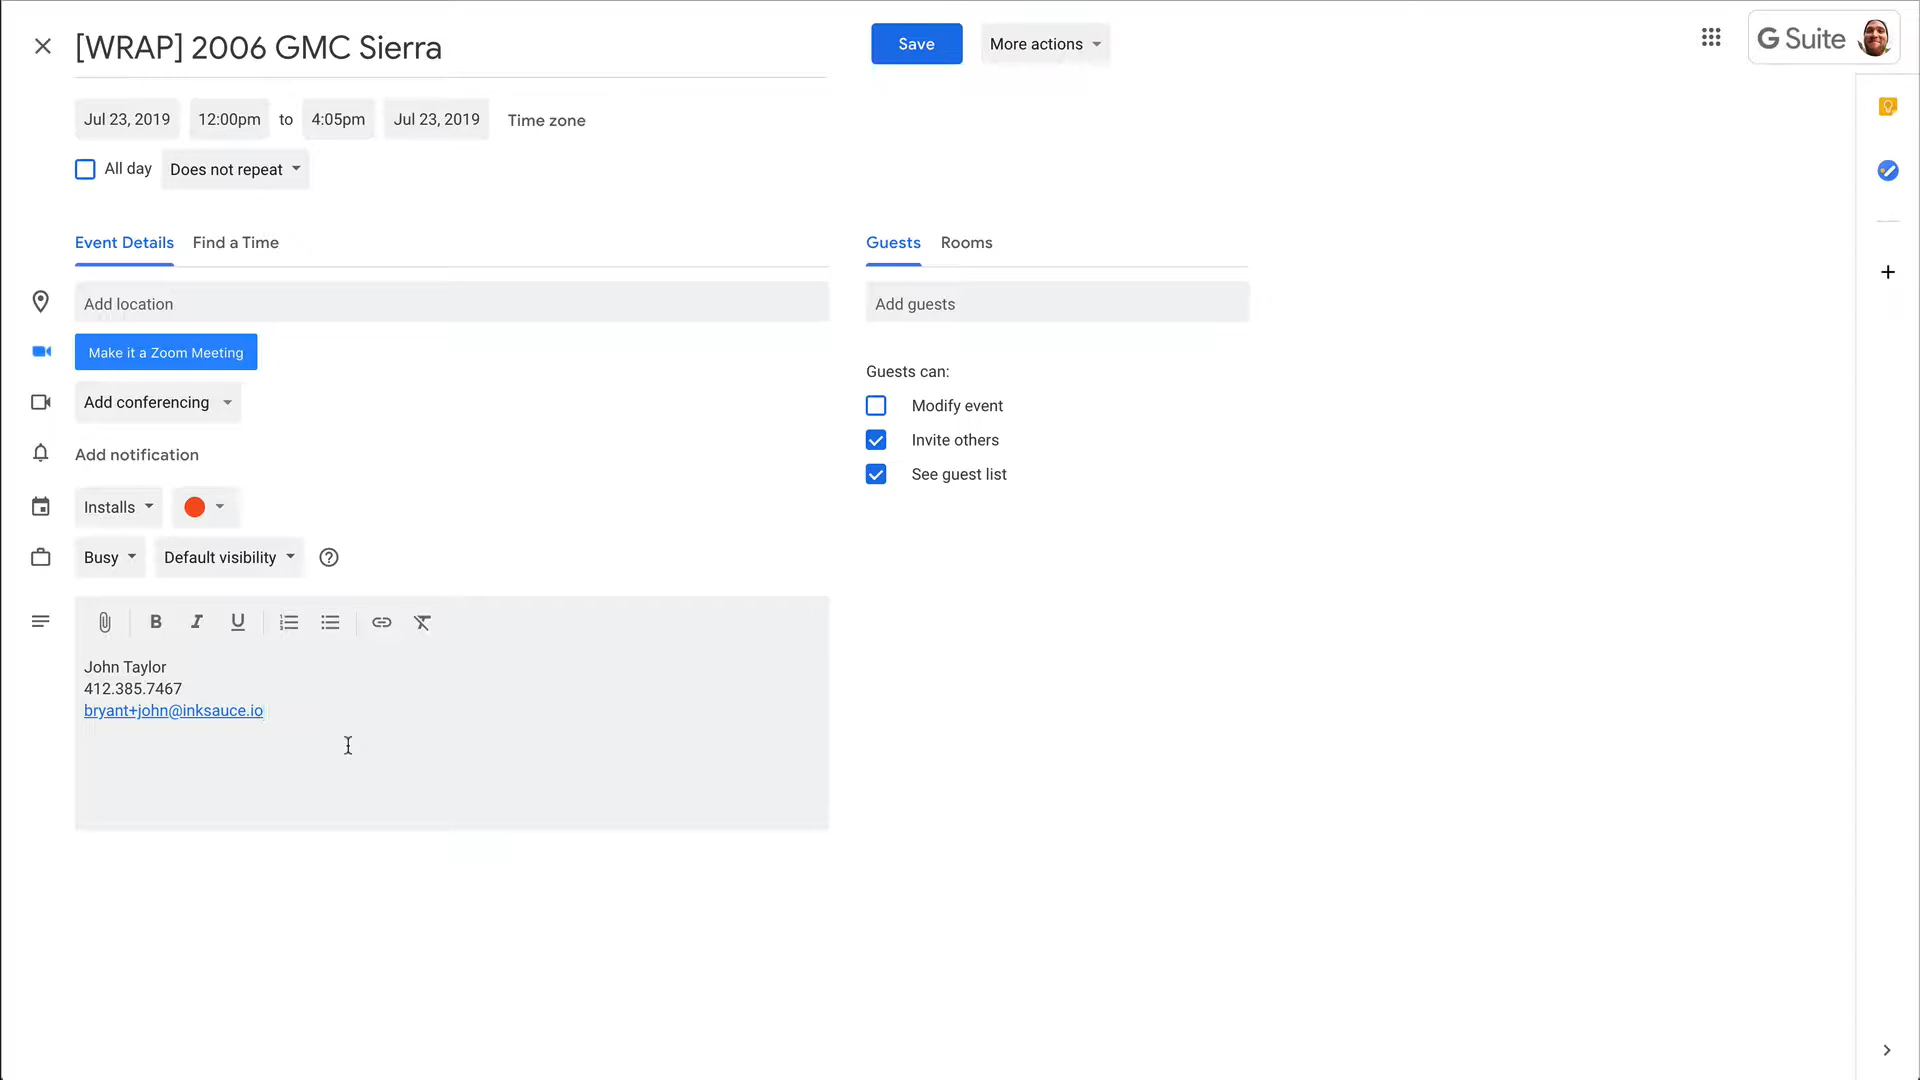 [WRAP] 2006 GMC Sierra
Save
More actions
G Suite
Jul 23, 2019 12:00pm to 4:05pm Jul 23, 2019 Time zone
All day Does not repeat
Event Details Find a Time
Guests Rooms
Add location
Add guests
Make it a Zoom Meeting
Guests can:
Add conferencing
Modify event
Invite others
Add notification
See guest list
Installs
Busy Default visibility
B I U
John Taylor
412.385.7467
bryant+john@inksauce.io